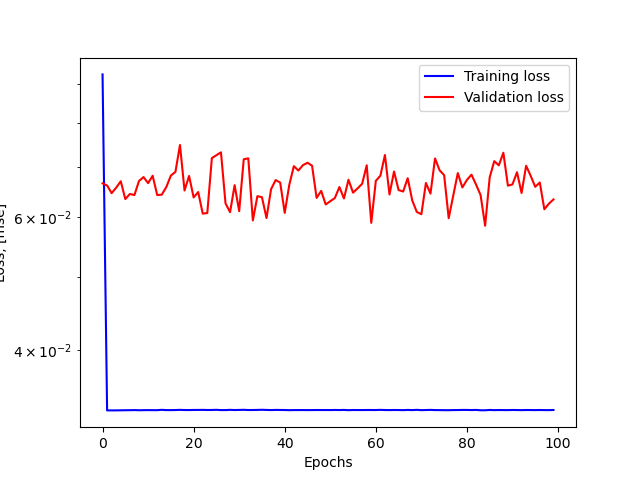 Training loss
Validation loss
6 × 10⁻²
4 × 10⁻²
0 20 40 60 80 100
Epochs